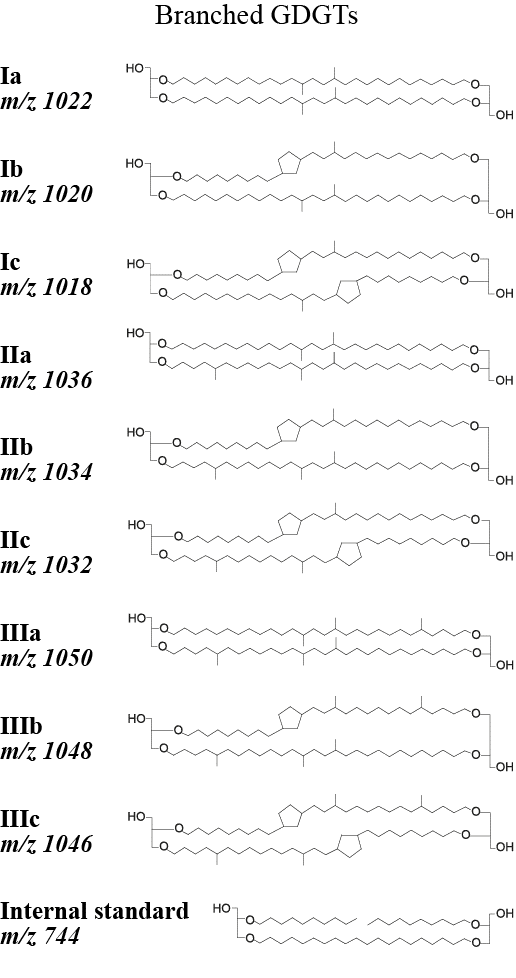 Branched GDGTs
Ia
m/z 1022
HO
O
O
O
O
OH
Ib
m/z 1020
HO
O
O
O
O
OH
Ic
m/z 1018
HO
O
O
O
O
OH
IIa
m/z 1036
HO
O
O
O
O
OH
IIb
m/z 1034
HO
O
O
O
O
OH
IIc
m/z 1032
HO
O
O
O
O
OH
IIIa
m/z 1050
HO
O
O
O
O
OH
IIIb
m/z 1048
HO
O
O
O
O
OH
IIIc
m/z 1046
HO
O
O
O
O
OH
Internal standard
m/z 744
HO
O
O
O
O
OH